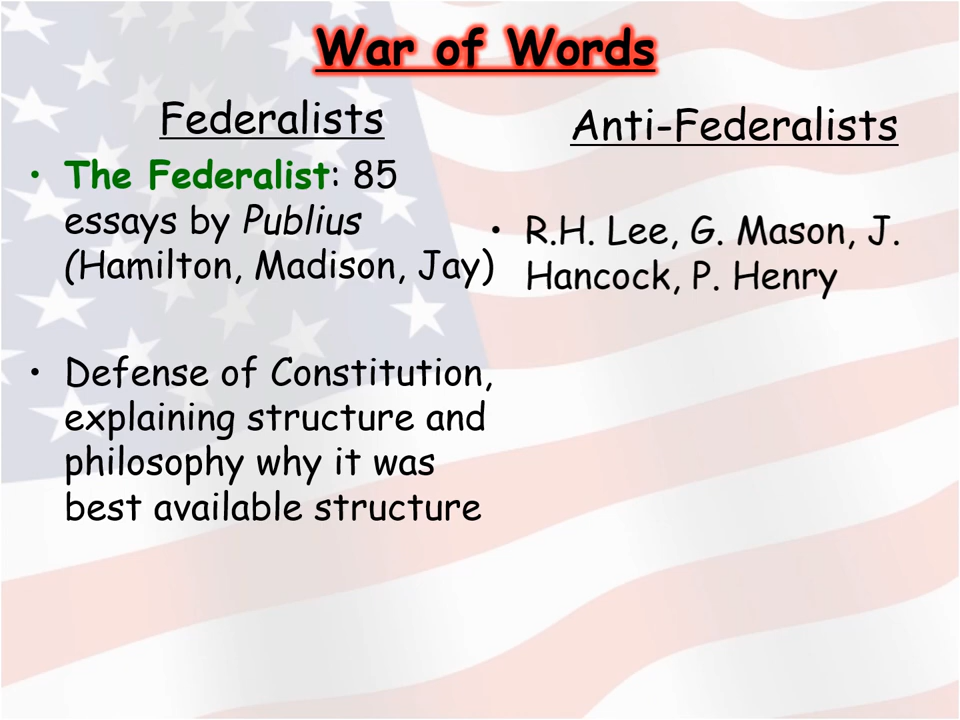 War of Words
Federalists
• The Federalist: 85
essays by Publius
(Hamilton, Madison, Jay)
• Defense of Constitution,
explaining structure and
philosophy why it was
best available structure
Anti-Federalists
• R.H. Lee, G. Mason, J.
Hancock, P. Henry